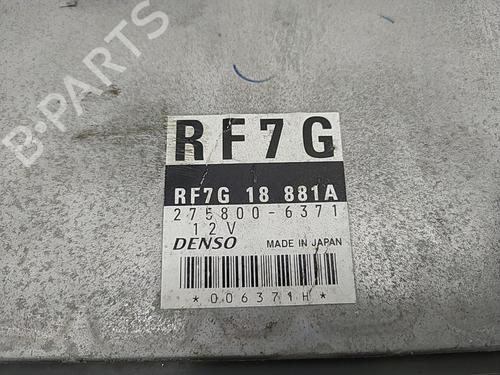 B-PARTS
RF7G
RF7G 18 881A
275800-6371
12V
DENSO MADE IN JAPAN
*006371H*